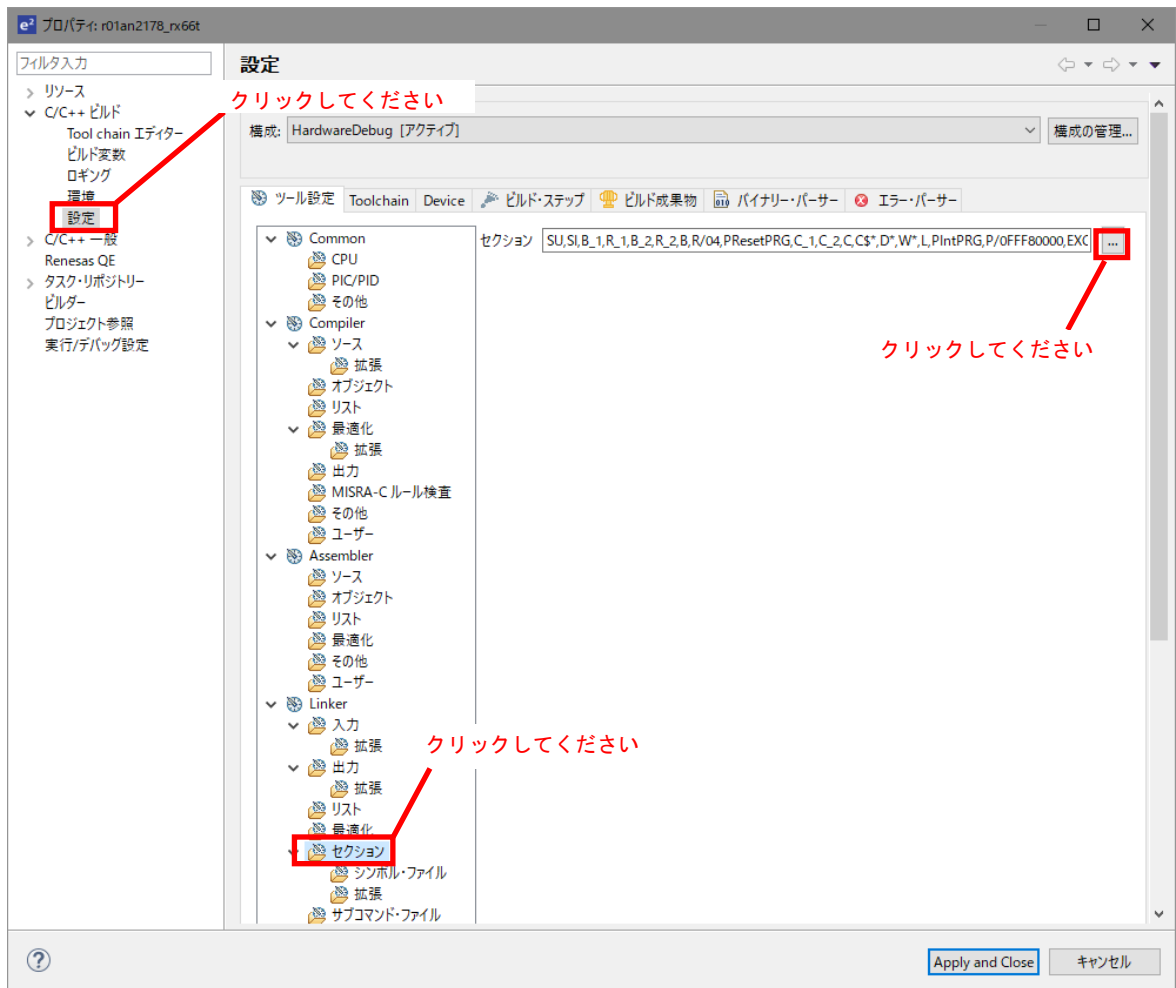 e² プロパティ: r01an2178_rx66t
フィルタ入力
設定
リソース
C/C++ ビルド
Tool chain エディター
ビルド変数
ロギング
環境
設定
C/C++ 一般
Renesas QE
タスク・リポジトリー
ビルダー
プロジェクト参照
実行/デバッグ設定
クリックしてください
構成: HardwareDebug [アクティブ] 構成の管理...
ツール設定 Toolchain Device ビルド・ステップ ビルド成果物 バイナリー・パーサー エラー・パーサー
Common
CPU
PIC/PID
その他
Compiler
ソース
拡張
オブジェクト
リスト
最適化
拡張
出力
MISRA-C ルール検査
その他
ユーザー
Assembler
ソース
オブジェクト
リスト
最適化
その他
ユーザー
Linker
入力
拡張
出力
拡張
リスト
最適化
セクション
シンボル・ファイル
拡張
サブコマンド・ファイル
セクション SU,SI,B_1,R_1,B_2,R_2,B,R/04,PResetPRG,C_1,C_2,C,C$*,D*,W*,L,PIntPRG,P/0FFF80000,EXC ...
クリックしてください
クリックしてください
? Apply and Close キャンセル